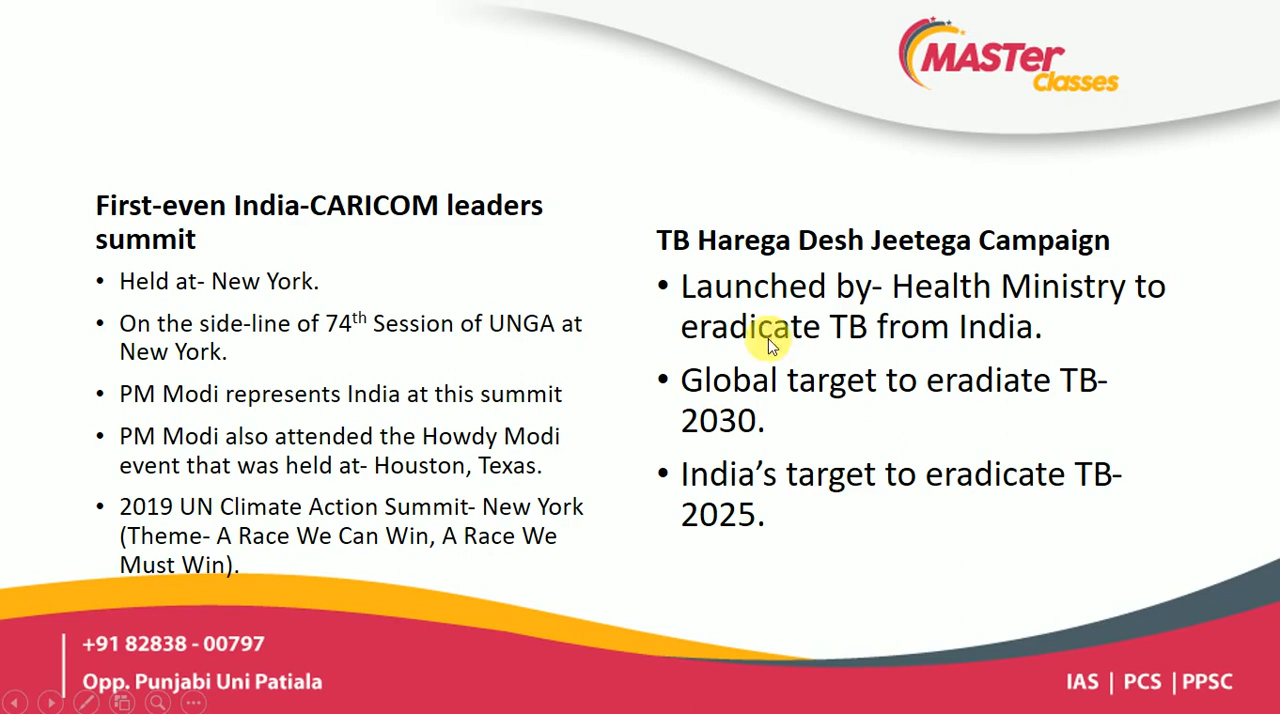 MASTer
Classes
First-even India-CARICOM leaders
summit
• Held at- New York.
• On the side-line of 74th Session of UNGA at
New York.
• PM Modi represents India at this summit
• PM Modi also attended the Howdy Modi
event that was held at- Houston, Texas.
• 2019 UN Climate Action Summit- New York
(Theme- A Race We Can Win, A Race We
Must Win).
TB Harega Desh Jeetega Campaign
• Launched by- Health Ministry to
eradicate TB from India.
• Global target to eradiate TB-
2030.
• India’s target to eradicate TB-
2025.
+91 82838 - 00797
Opp. Punjabi Uni Patiala
IAS | PCS | PPSC